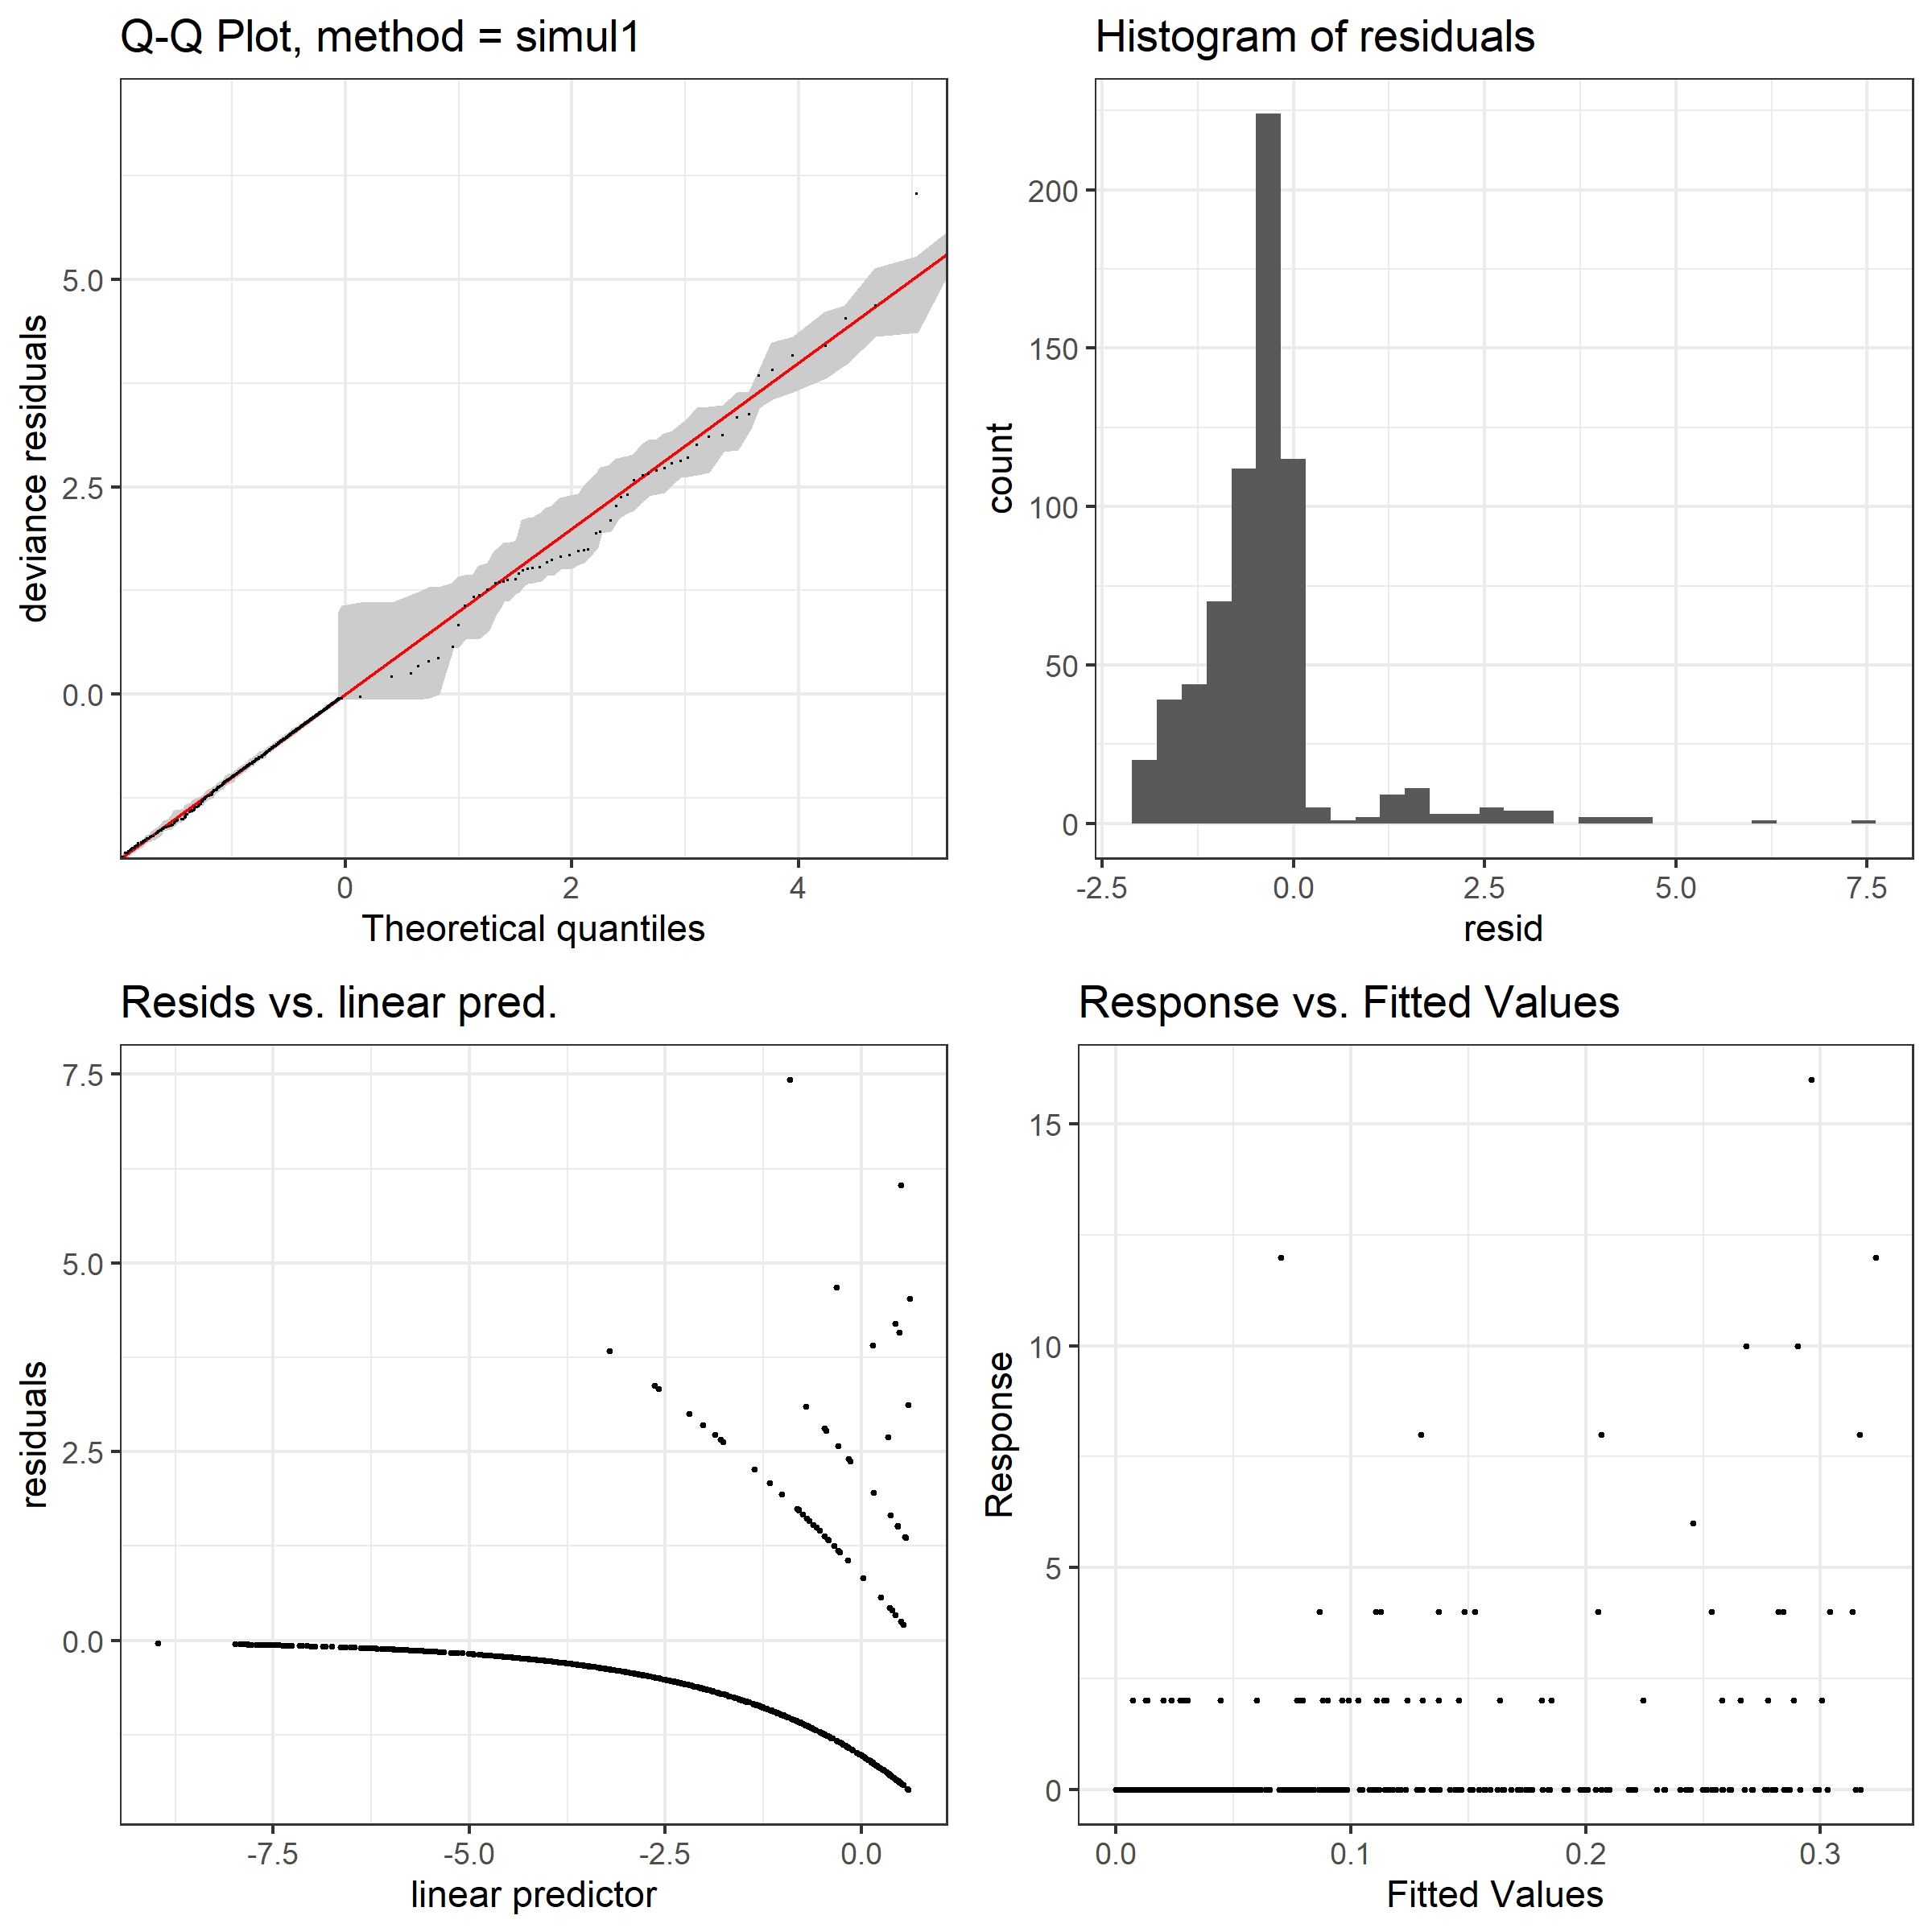 Q-Q Plot, method = simul1
5.0
2.5
0.0
deviance residuals
0
2
4
Theoretical quantiles
Histogram of residuals
200
150
100
50
0
count
-2.5
0.0
2.5
5.0
7.5
resid
Resids vs. linear pred.
7.5
5.0
2.5
0.0
residuals
-7.5
-5.0
-2.5
0.0
linear predictor
Response vs. Fitted Values
15
10
5
0
Response
0.0
0.1
0.2
0.3
Fitted Values